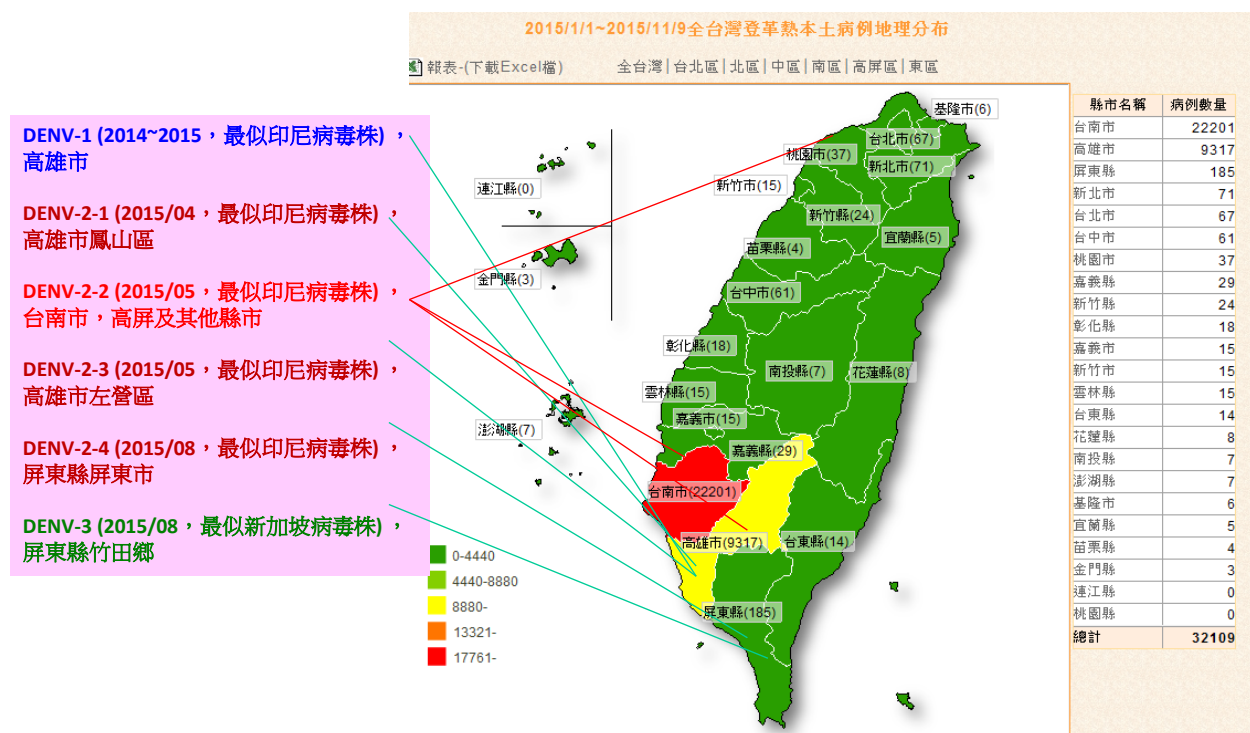 2015/1/1~2015/11/9全台灣登革熱本土病例地理分布
報表-(下載Excel檔)
全台灣|台北區|北區|中區|南區|高屏區|東區
DENV-1 (2014~2015，最似印尼病毒株)，
高雄市
DENV-2-1 (2015/04，最似印尼病毒株)，
高雄市鳳山區
DENV-2-2 (2015/05，最似印尼病毒株)，
台南市，高屏及其他縣市
DENV-2-3 (2015/05，最似印尼病毒株)，
高雄市左營區
DENV-2-4 (2015/08，最似印尼病毒株)，
屏東縣屏東市
DENV-3 (2015/08，最似新加坡病毒株)，
屏東縣竹田鄉
基隆市(6)
台北市(67)
桃園市(37)
新北市(71)
連江縣(0)
新竹市(15)
新竹縣(24)
宜蘭縣(5)
苗栗縣(4)
金門縣(3)
台中市(61)
彰化縣(18)
南投縣(7)
花蓮縣(8)
雲林縣(15)
嘉義市(15)
澎湖縣(7)
嘉義縣(29)
台南市(22201)
高雄市(9317)
台東縣(14)
屏東縣(185)
0-4440
4440-8880
8880-
13321-
17761-
縣市名稱 病例數量
台南市 22201
高雄市 9317
屏東縣 185
新北市 71
台北市 67
台中市 61
桃園市 37
嘉義縣 29
新竹縣 24
彰化縣 18
嘉義市 15
新竹市 15
雲林縣 15
台東縣 14
花蓮縣 8
南投縣 7
澎湖縣 7
基隆市 6
宜蘭縣 5
苗栗縣 4
金門縣 3
連江縣 0
桃園縣 0
總計 32109